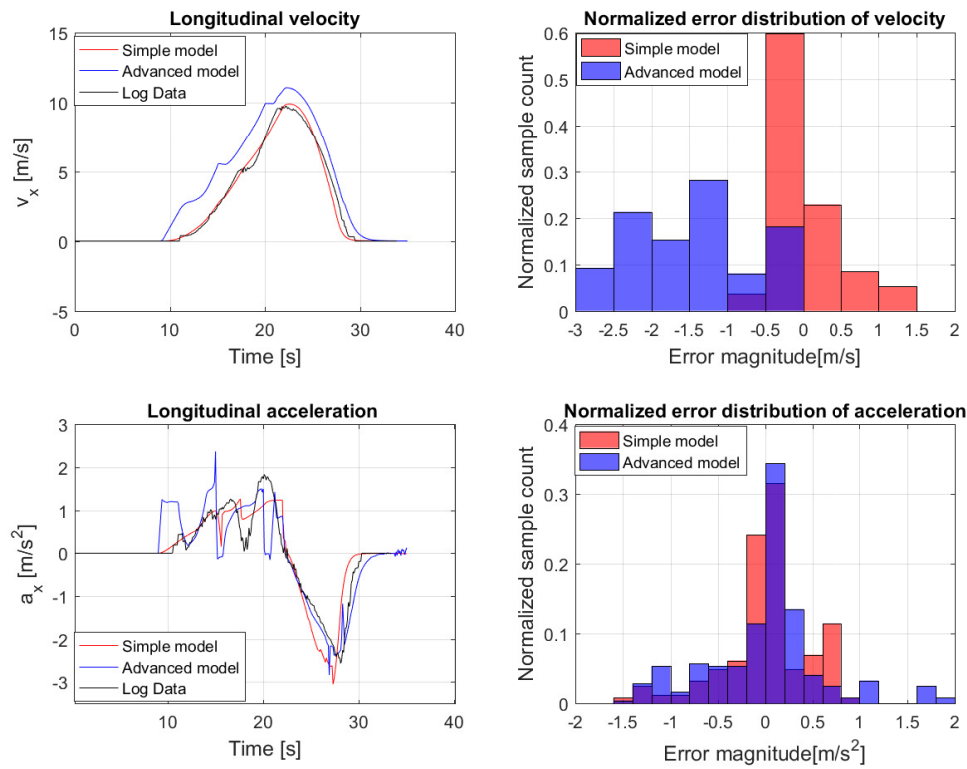 Longitudinal velocity
15
10
5
0
-5
v_x [m/s]
Simple model
Advanced model
Log Data
0 10 20 30 40
Time [s]
Normalized error distribution of velocity
0.6
0.5
0.4
0.3
0.2
0.1
0
Normalized sample count
Simple model
Advanced model
-3 -2.5 -2 -1.5 -1 -0.5 0 0.5 1 1.5 2
Error magnitude[m/s]
Longitudinal acceleration
3
2
1
0
-1
-2
-3
a_x [m/s²]
Simple model
Advanced model
Log Data
10 20 30 40
Time [s]
Normalized error distribution of acceleration
0.4
0.3
0.2
0.1
0
Normalized sample count
Simple model
Advanced model
-2 -1.5 -1 -0.5 0 0.5 1 1.5 2
Error magnitude[m/s²]